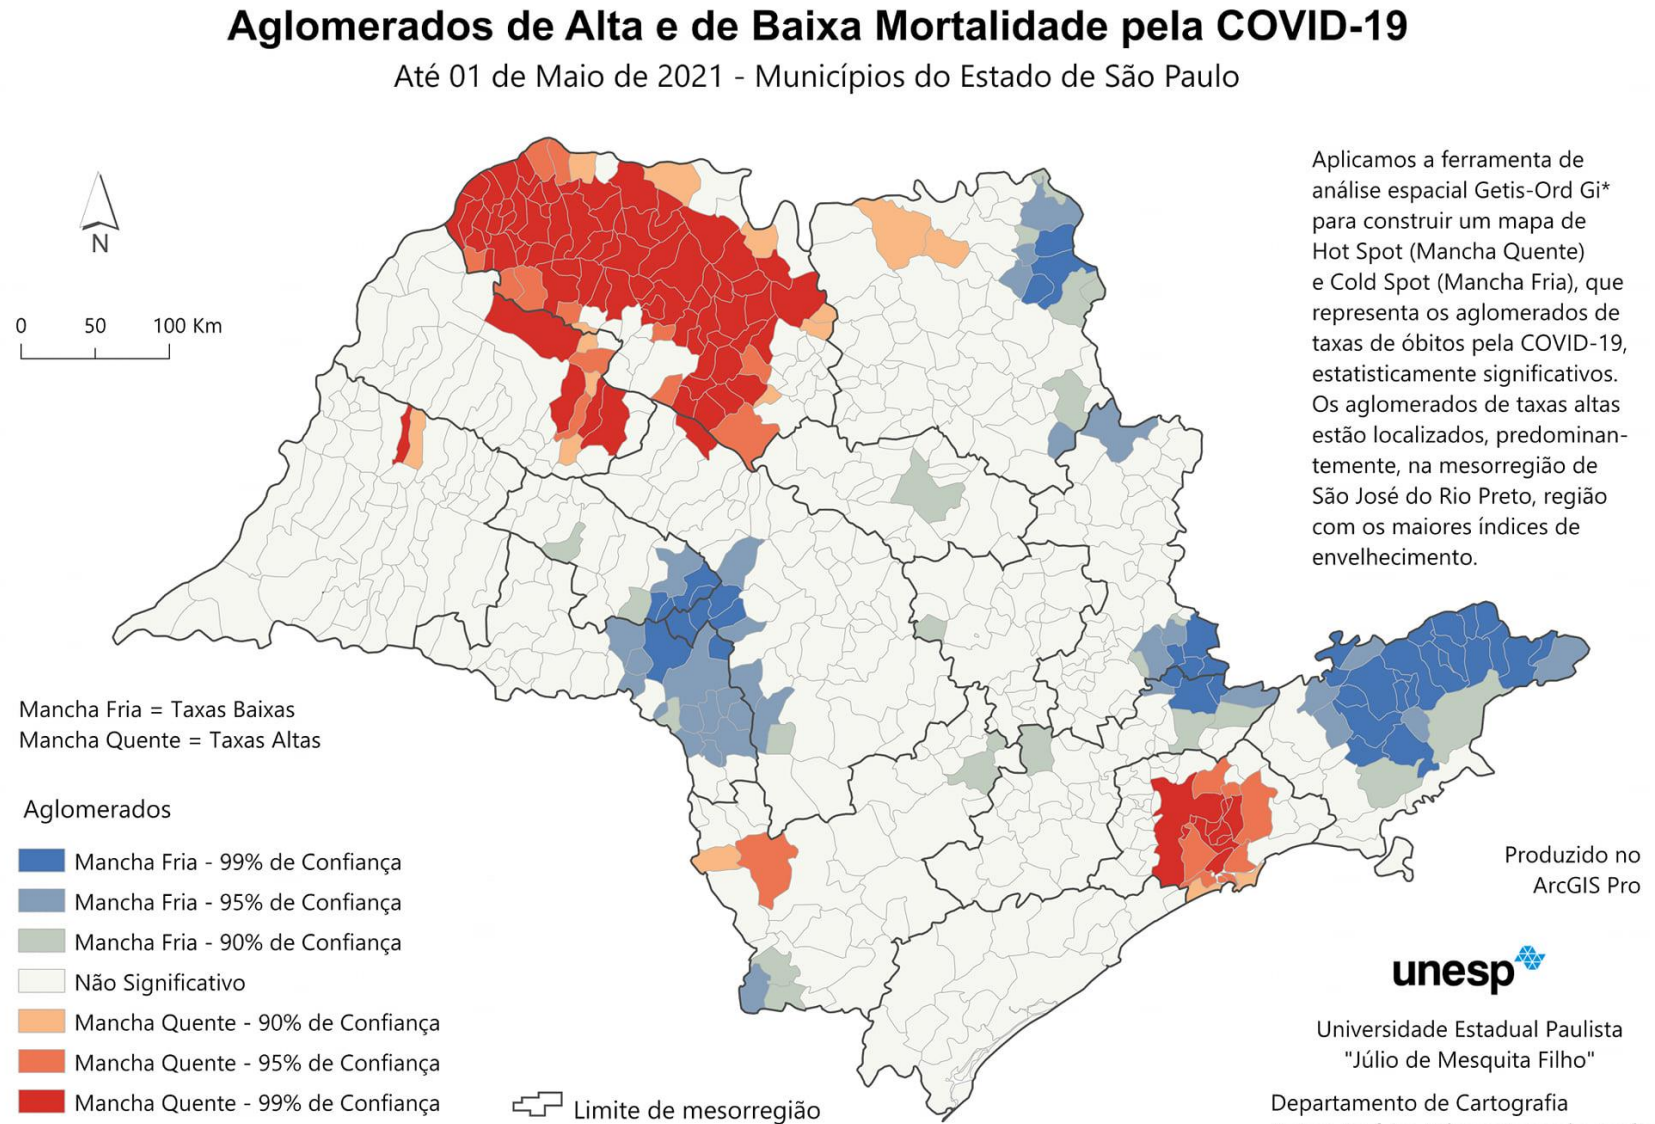 Aglomerados de Alta e de Baixa Mortalidade pela COVID-19
Até 01 de Maio de 2021 - Municípios do Estado de São Paulo
Aplicamos a ferramenta de
análise espacial Getis-Ord Gi*
para construir um mapa de
Hot Spot (Mancha Quente)
e Cold Spot (Mancha Fria), que
representa os aglomerados de
taxas de óbitos pela COVID-19,
estatisticamente significativos.
Os aglomerados de taxas altas
estão localizados, predominan-
temente, na mesorregião de
São José do Rio Preto, região
com os maiores índices de
envelhecimento.
N
0 50 100 Km
Mancha Fria = Taxas Baixas
Mancha Quente = Taxas Altas
Aglomerados
Mancha Fria - 99% de Confiança
Mancha Fria - 95% de Confiança
Mancha Fria - 90% de Confiança
Não Significativo
Mancha Quente - 90% de Confiança
Mancha Quente - 95% de Confiança
Mancha Quente - 99% de Confiança
Limite de mesorregião
Produzido no
ArcGIS Pro
unesp
Universidade Estadual Paulista
"Júlio de Mesquita Filho"
Departamento de Cartografia